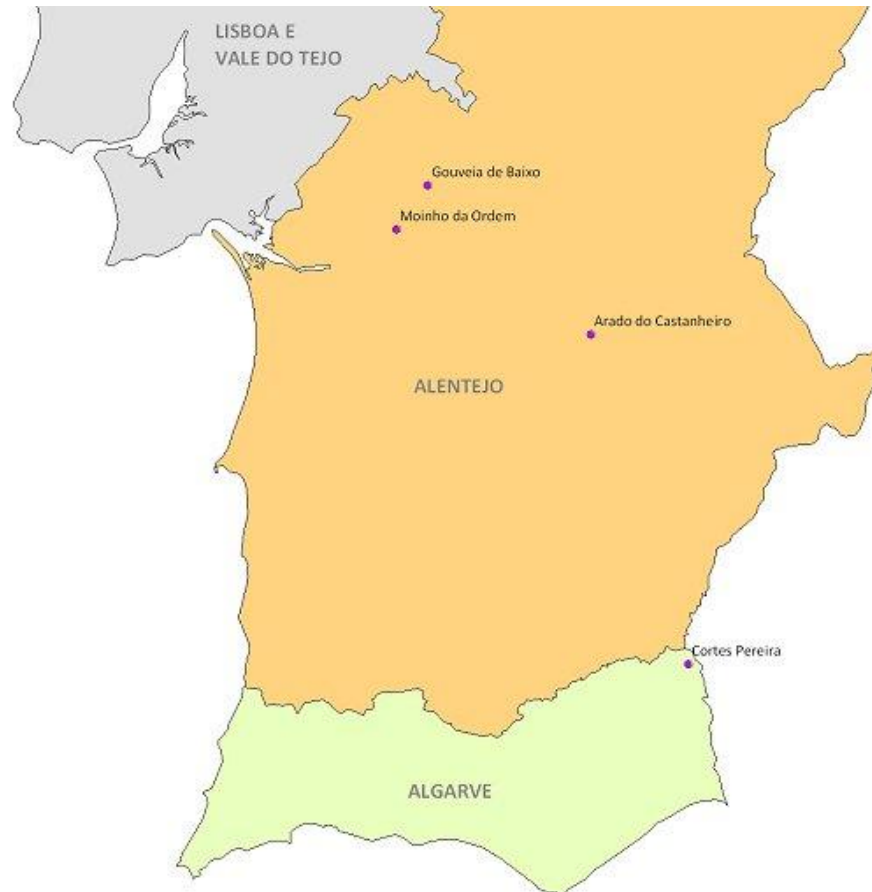 LISBOA E
VALE DO TEJO
Gouveia de Baixo
Moinho da Ordem
Arado do Castanheiro
ALENTEJO
Cortes Pereira
ALGARVE